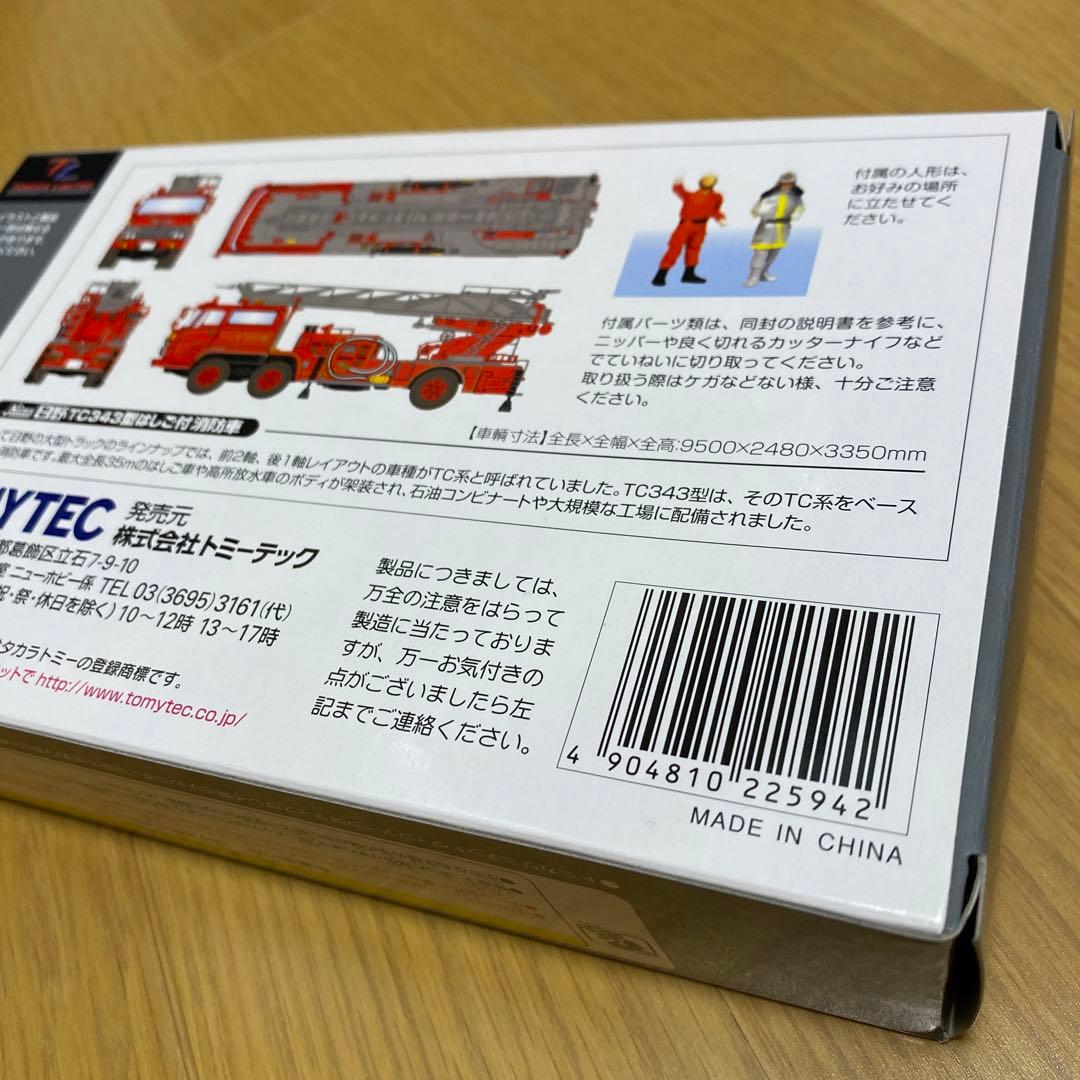 付属の人形は、
お好みの場所
に立たせてく
ださい。
付属パーツ類は、同封の説明書を参考に、
ニッパーや良く切れるカッターナイフなど
でていねいに切り取ってください。
取り扱う際はケガなどない様、十分ご注意
ください。
日野TC343型はしご付消防車
【車輌寸法】全長×全幅×全高:9500×2480×3350mm
て日野の大型トラックのラインナップでは、前2軸、後1軸レイアウトの車種がTC系と呼ばれていました。TC343型は、そのTC系をベース
消防車です。最大全長35mのはしご車や高所放水車のボディが架装され、石油コンビナートや大規模な工場に配備されました。
YTEC 発売元
株式会社トミーテック
都葛飾区立石7-9-10
室 ニューホビー係 TEL 03(3695)3161(代)
祝・祭・休日を除く) 10~12時 13~17時
タカラトミーの登録商標です。
ットで http://www.tomytec.co.jp/
製品につきましては、
万全の注意をはらって
製造に当たっておりま
すが、万一お気付きの
点がございましたら左
記までご連絡ください。
4 904810 225942
MADE IN CHINA